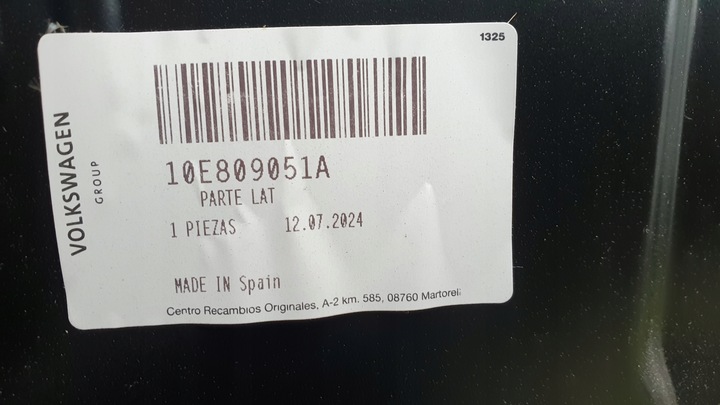 1325
VOLKSWAGEN
GROUP
10E809051A
PARTE LAT
1 PIEZAS 12.07.2024
MADE IN Spain
Centro Recambios Originales, A-2 km. 585, 08760 Martorell